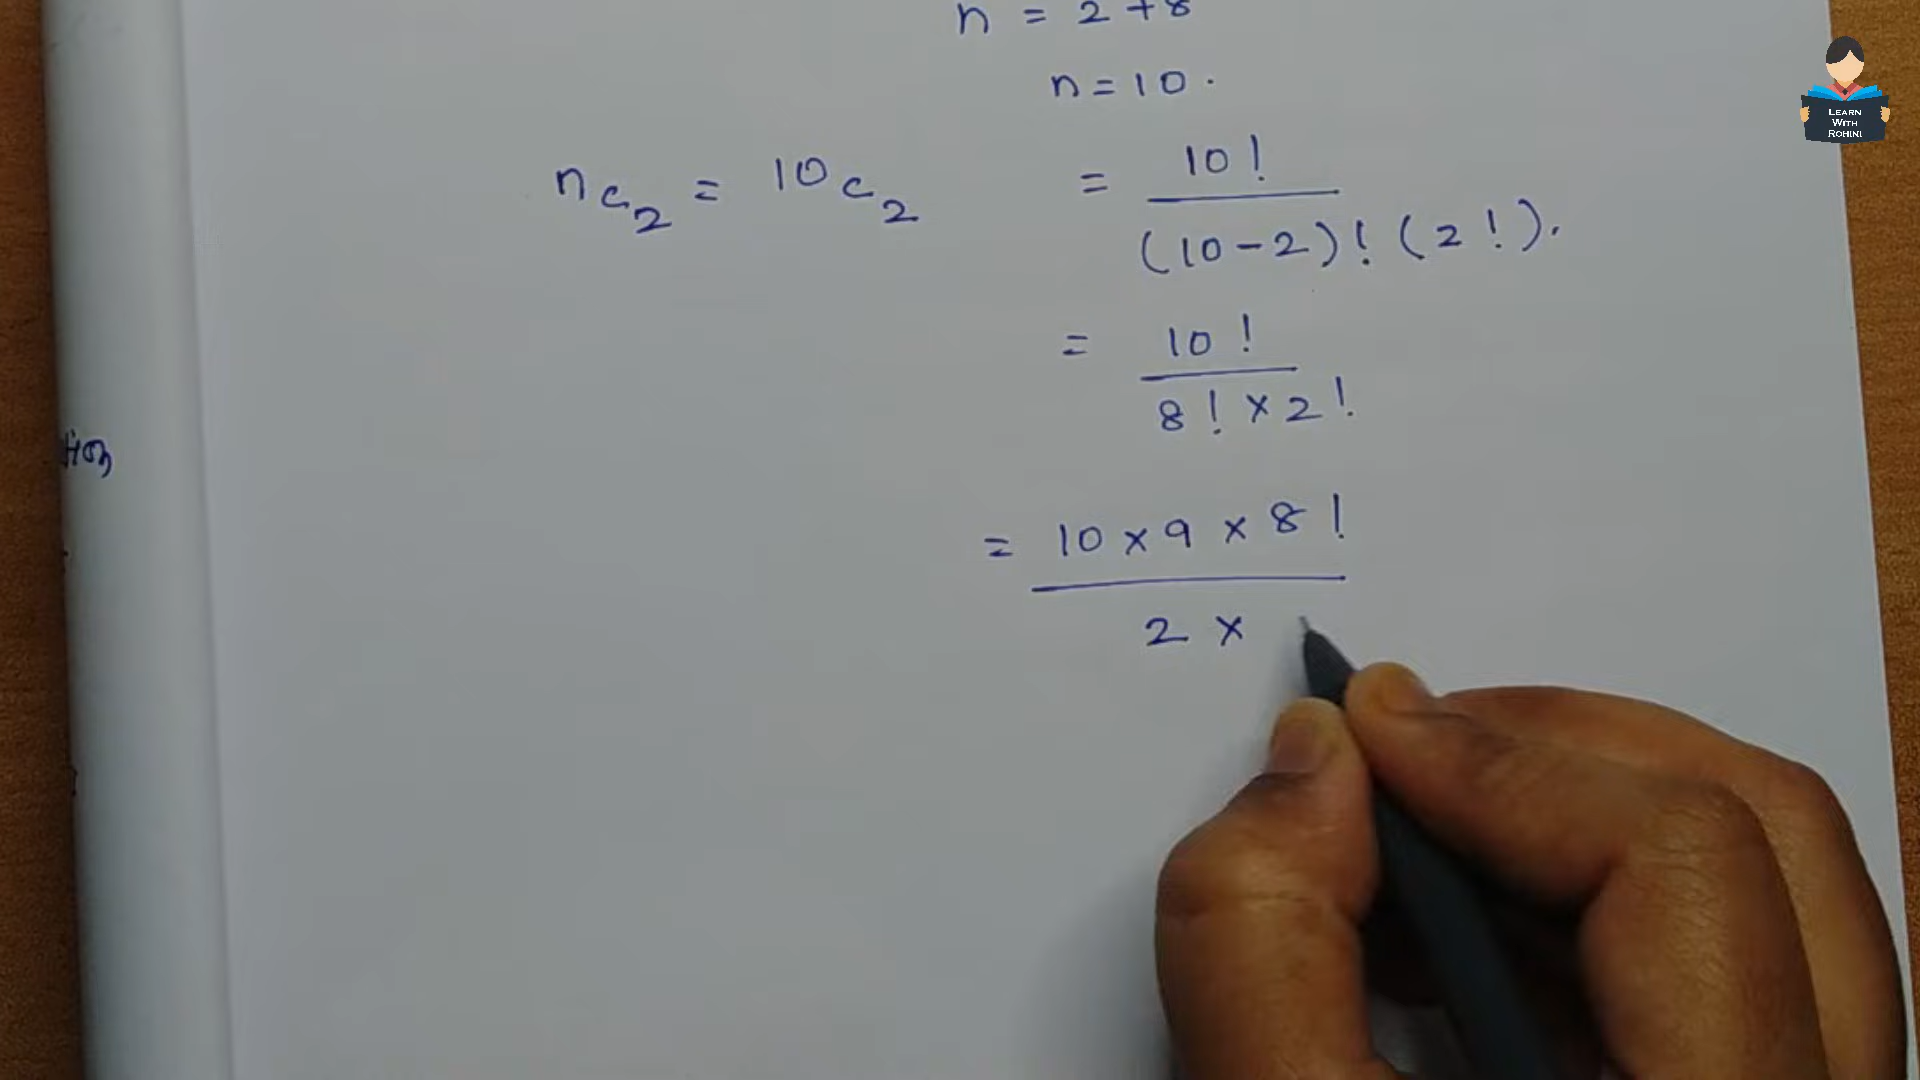 n = 2 + 8
n = 10 .
nC2 = 10C2 = 10! / (10-2)! (2!).
= 10! / 8! × 2!
= 10 × 9 × 8! / 2 ×
LEARN
WITH
ROHINI